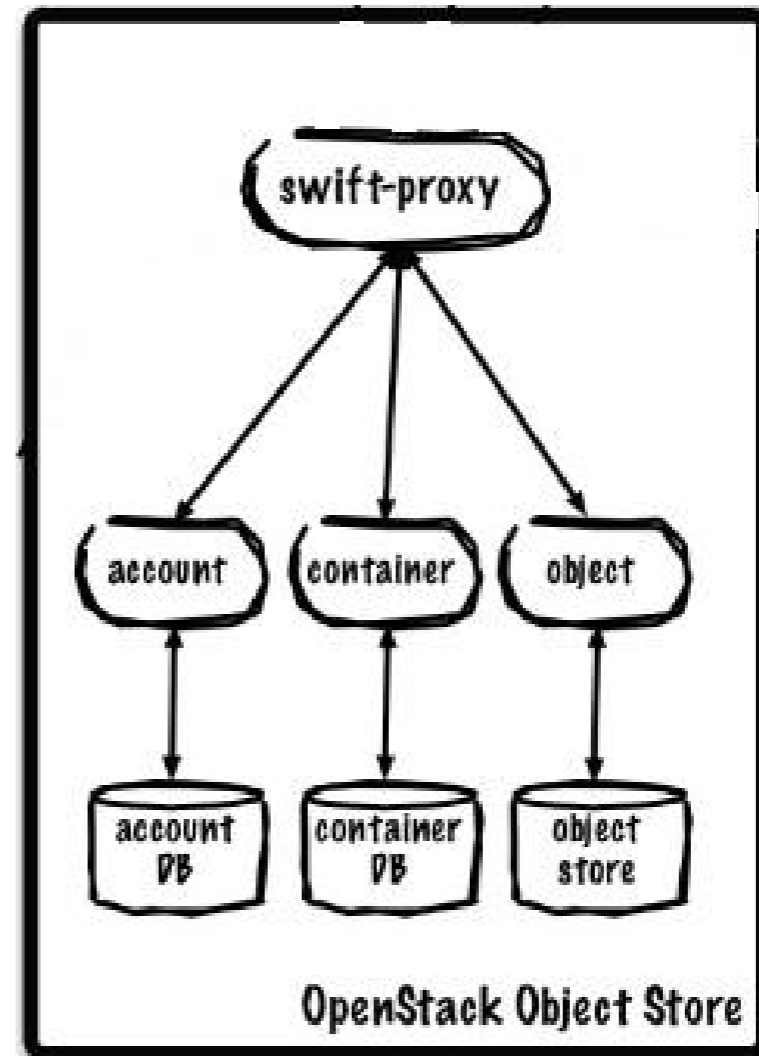 swift-proxy
account
container
object
account
DB
container
DB
object
store
OpenStack Object Store